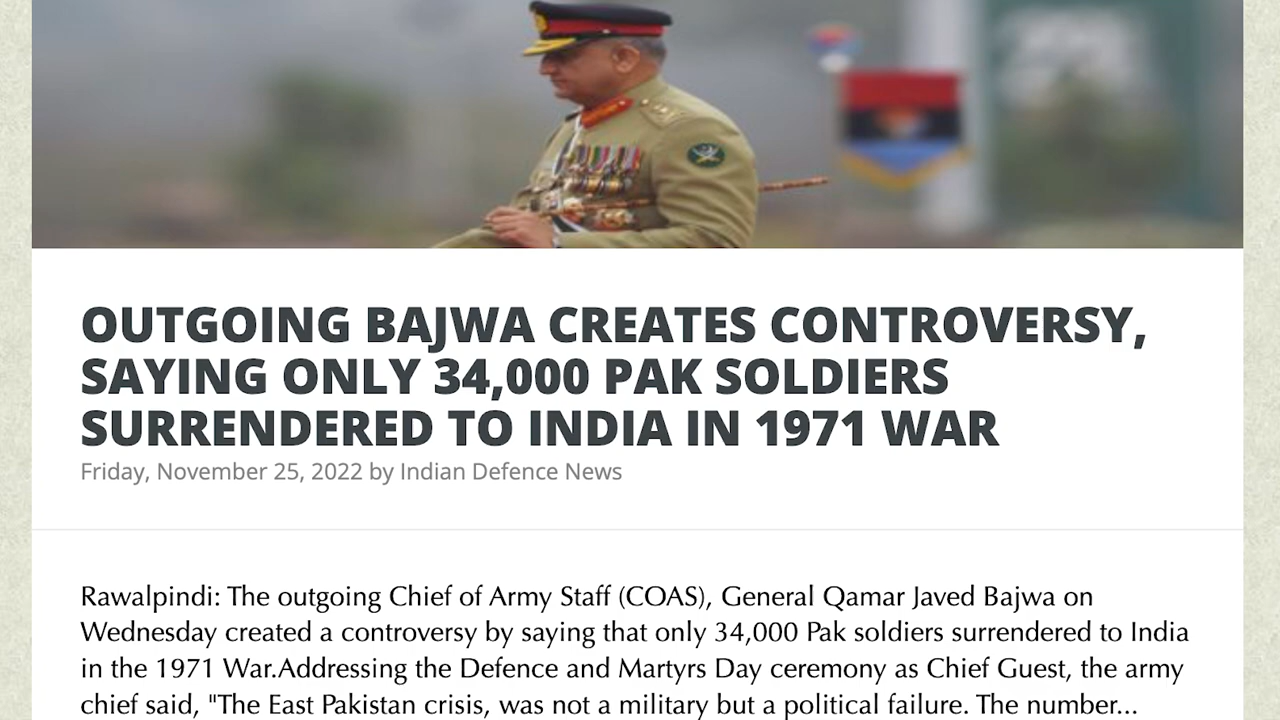 OUTGOING BAJWA CREATES CONTROVERSY,
SAYING ONLY 34,000 PAK SOLDIERS
SURRENDERED TO INDIA IN 1971 WAR
Friday, November 25, 2022 by Indian Defence News
Rawalpindi: The outgoing Chief of Army Staff (COAS), General Qamar Javed Bajwa on
Wednesday created a controversy by saying that only 34,000 Pak soldiers surrendered to India
in the 1971 War.Addressing the Defence and Martyrs Day ceremony as Chief Guest, the army
chief said, "The East Pakistan crisis, was not a military but a political failure. The number...